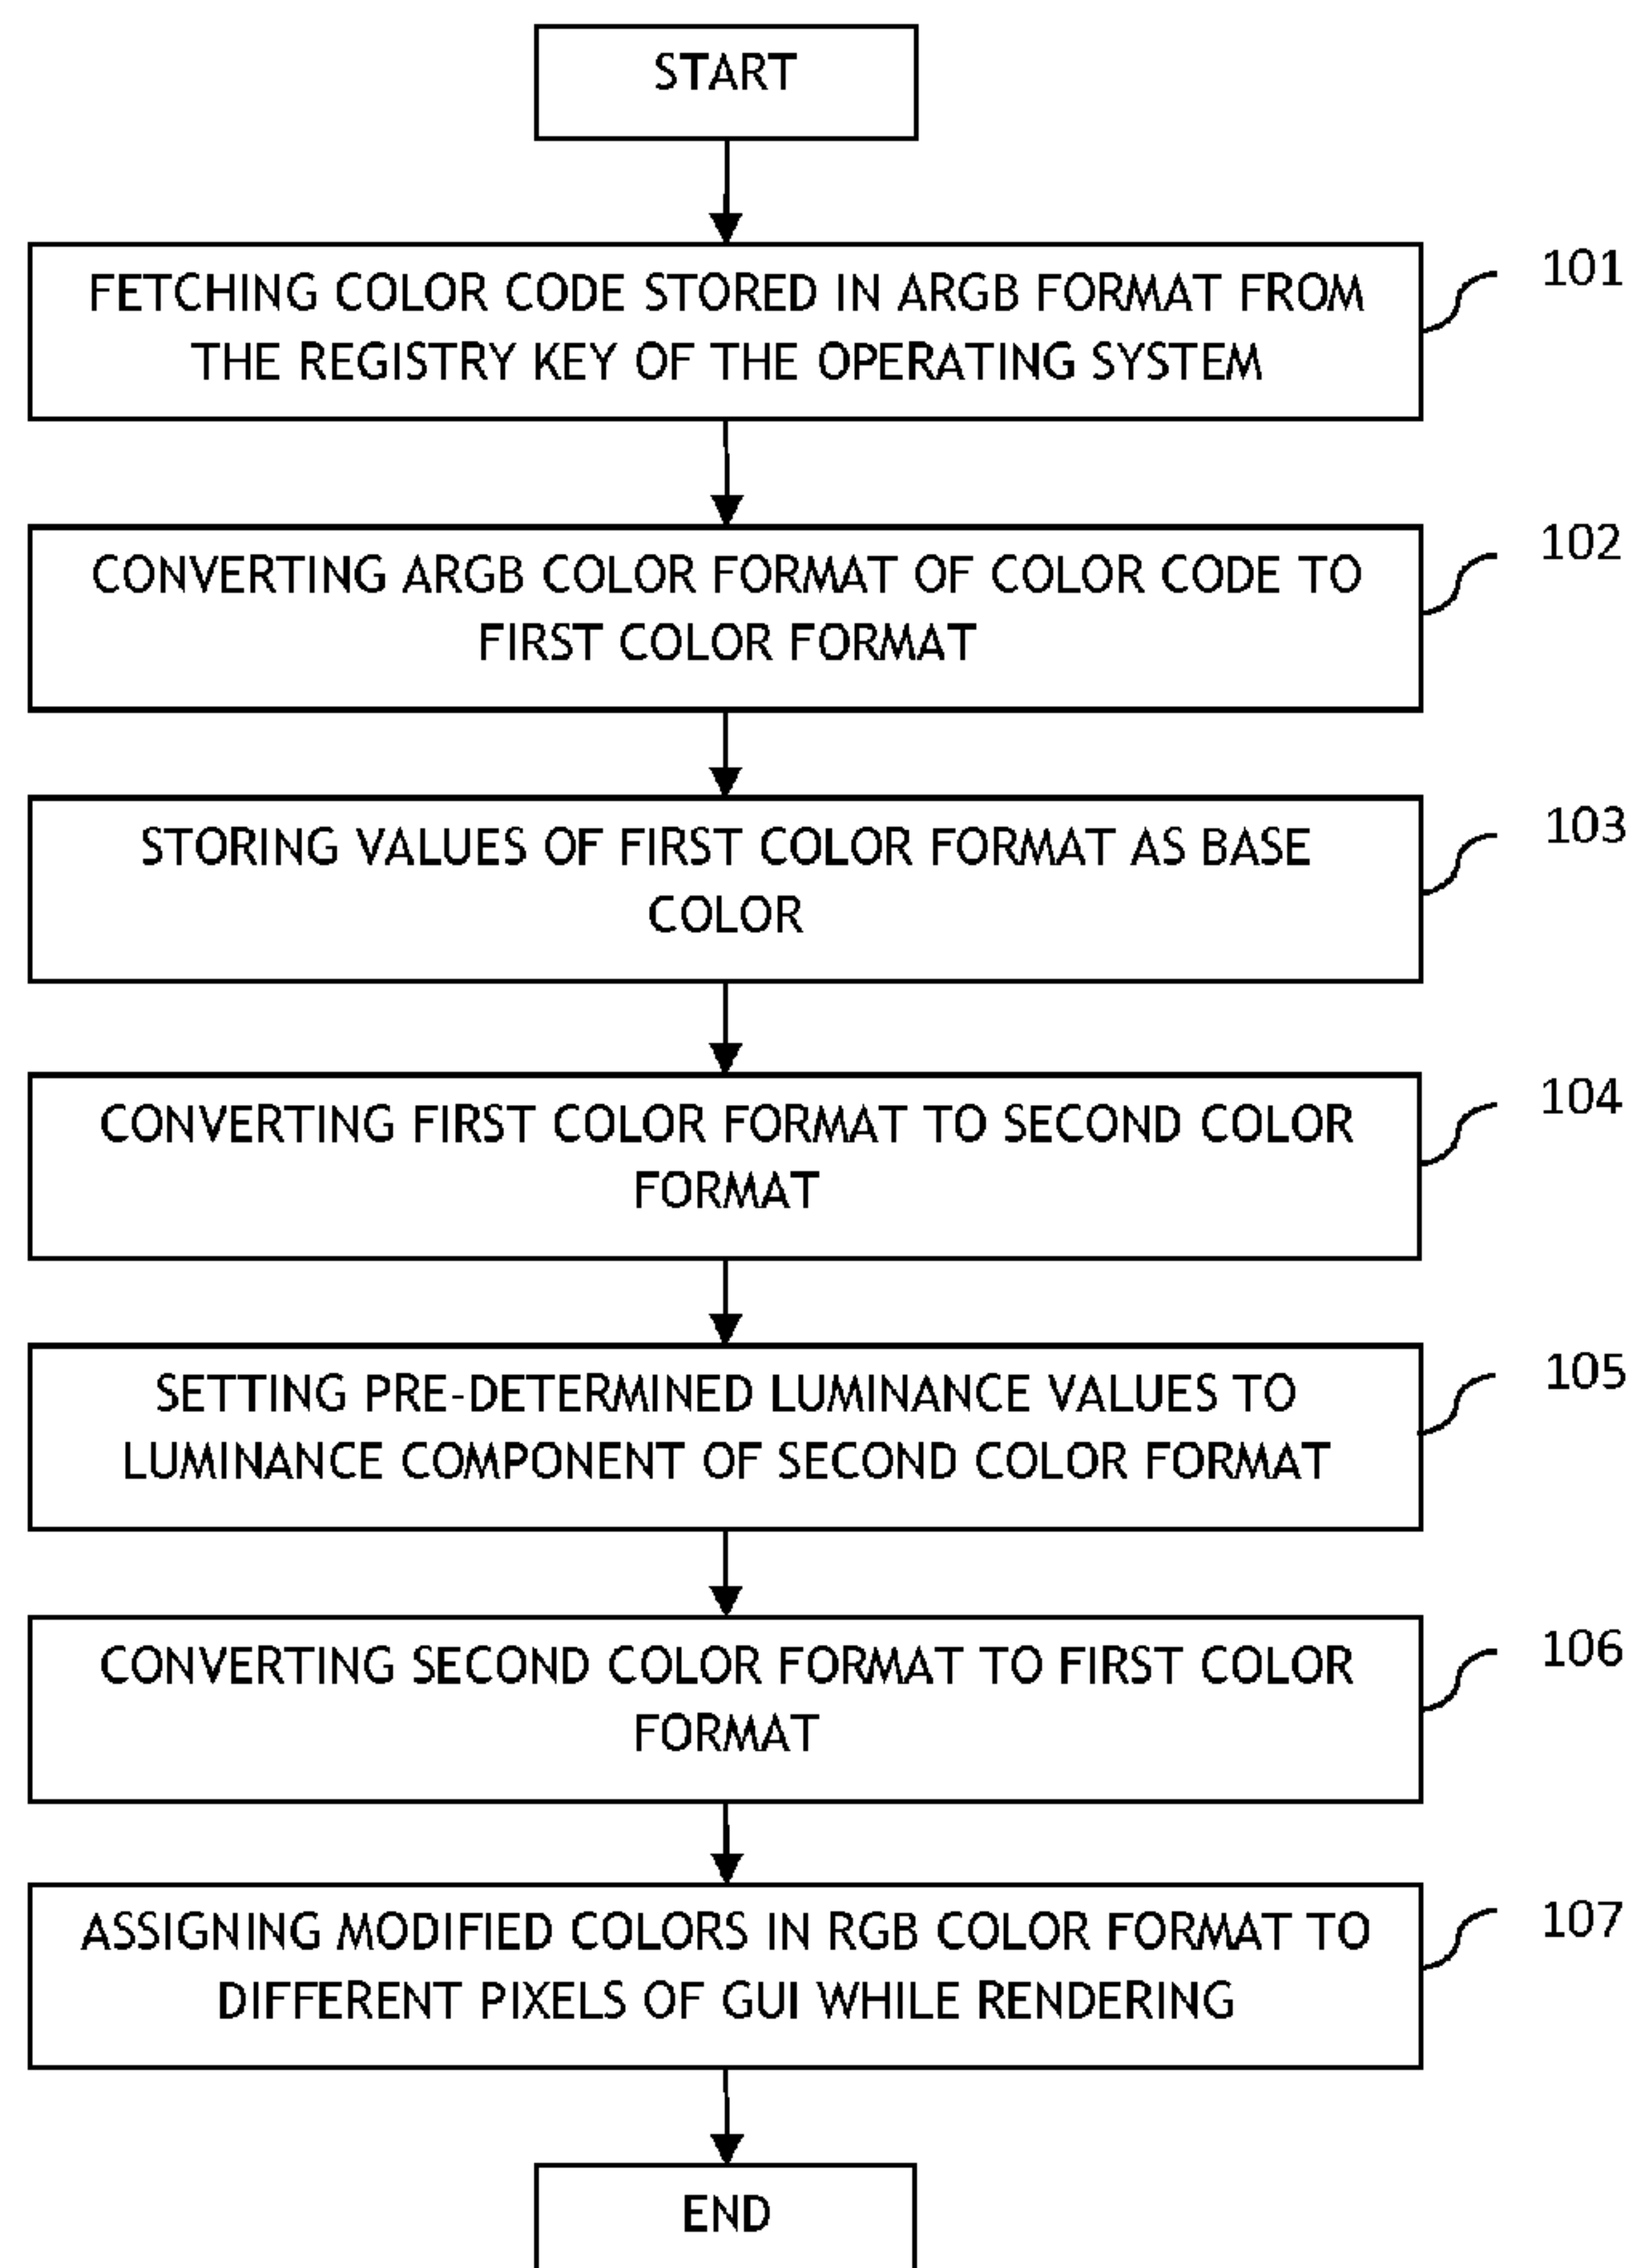 START
FETCHING COLOR CODE STORED IN ARGB FORMAT FROM
THE REGISTRY KEY OF THE OPERATING SYSTEM
101
CONVERTING ARGB COLOR FORMAT OF COLOR CODE TO
FIRST COLOR FORMAT
102
STORING VALUES OF FIRST COLOR FORMAT AS BASE
COLOR
103
CONVERTING FIRST COLOR FORMAT TO SECOND COLOR
FORMAT
104
SETTING PRE-DETERMINED LUMINANCE VALUES TO
LUMINANCE COMPONENT OF SECOND COLOR FORMAT
105
CONVERTING SECOND COLOR FORMAT TO FIRST COLOR
FORMAT
106
ASSIGNING MODIFIED COLORS IN RGB COLOR FORMAT TO
DIFFERENT PIXELS OF GUI WHILE RENDERING
107
END